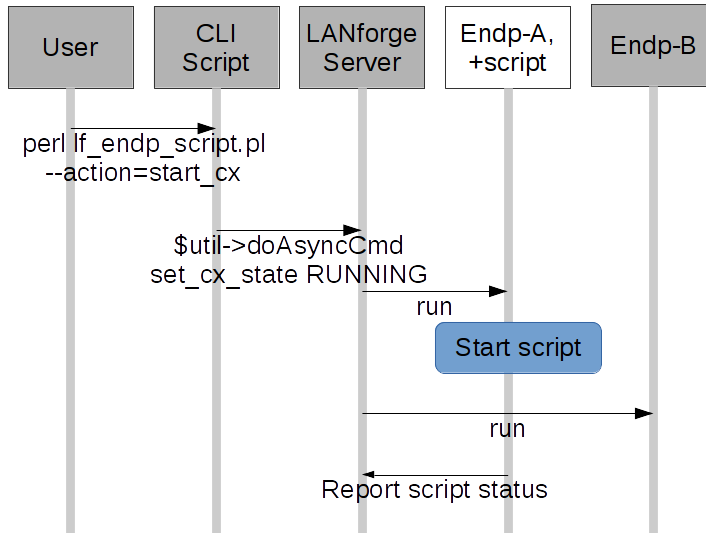 User
CLI
Script
LANforge
Server
Endp-A,
+script
Endp-B
perl lf_endp_script.pl
--action=start_cx
$util->doAsyncCmd
set_cx_state RUNNING
run
Start script
run
Report script status